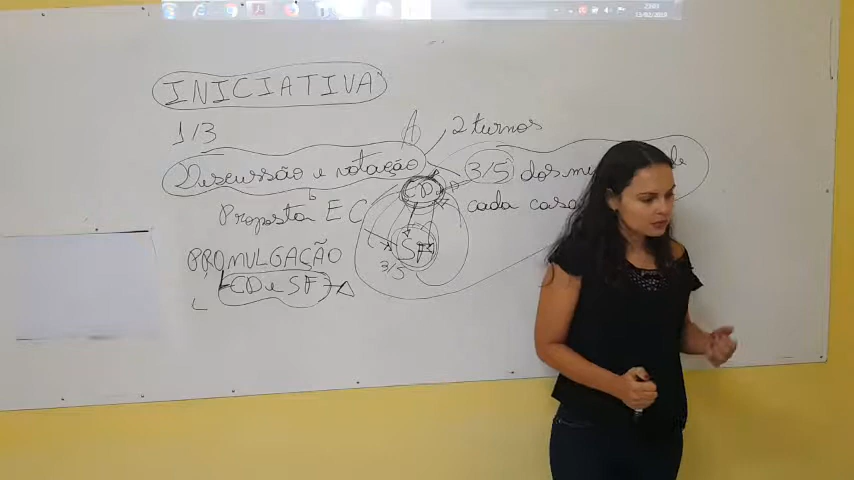 INICIATIVA
1/3
A
2 turnos
Discussão e votação
CD
3/5 dos
de
cada casa
Proposta EC
SF
3/5
PROMULGAÇÃO
CD e SF